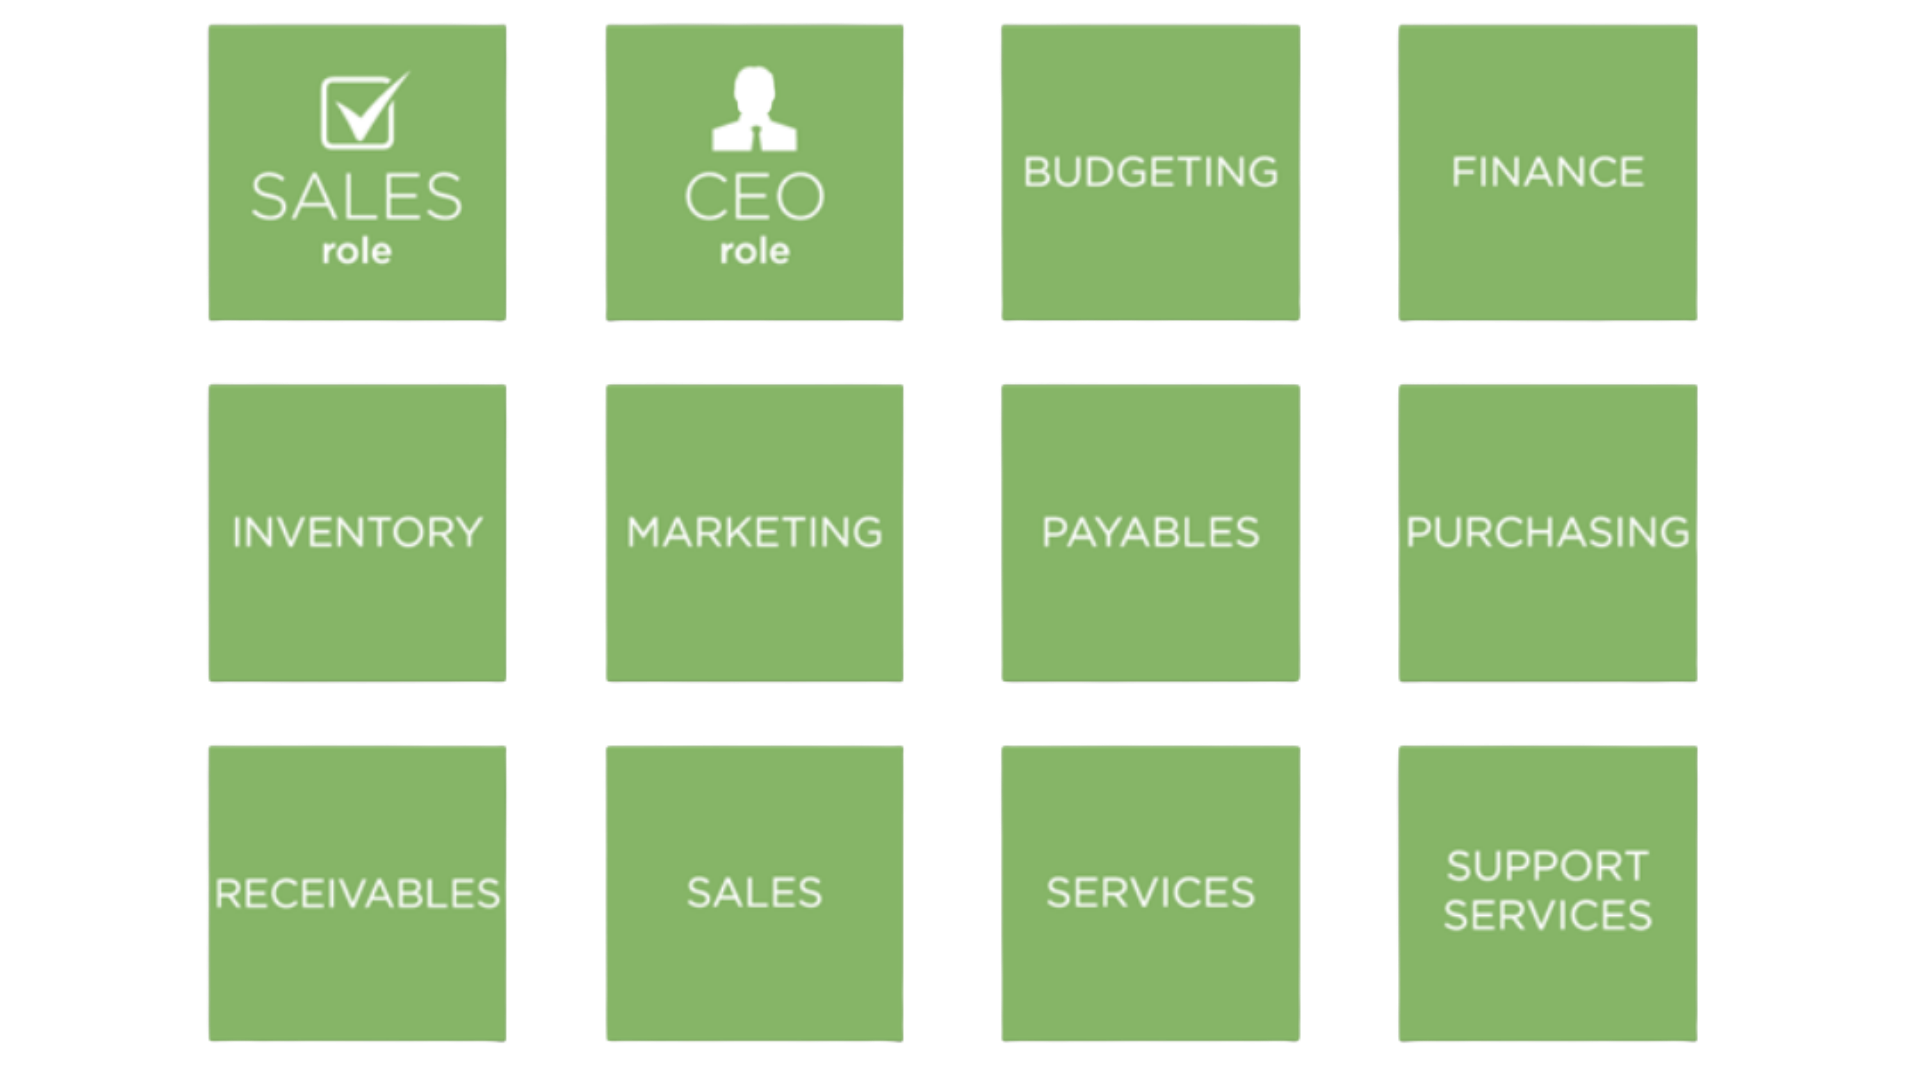 SALES
role
CEO
role
BUDGETING
FINANCE
INVENTORY
MARKETING
PAYABLES
PURCHASING
RECEIVABLES
SALES
SERVICES
SUPPORT
SERVICES